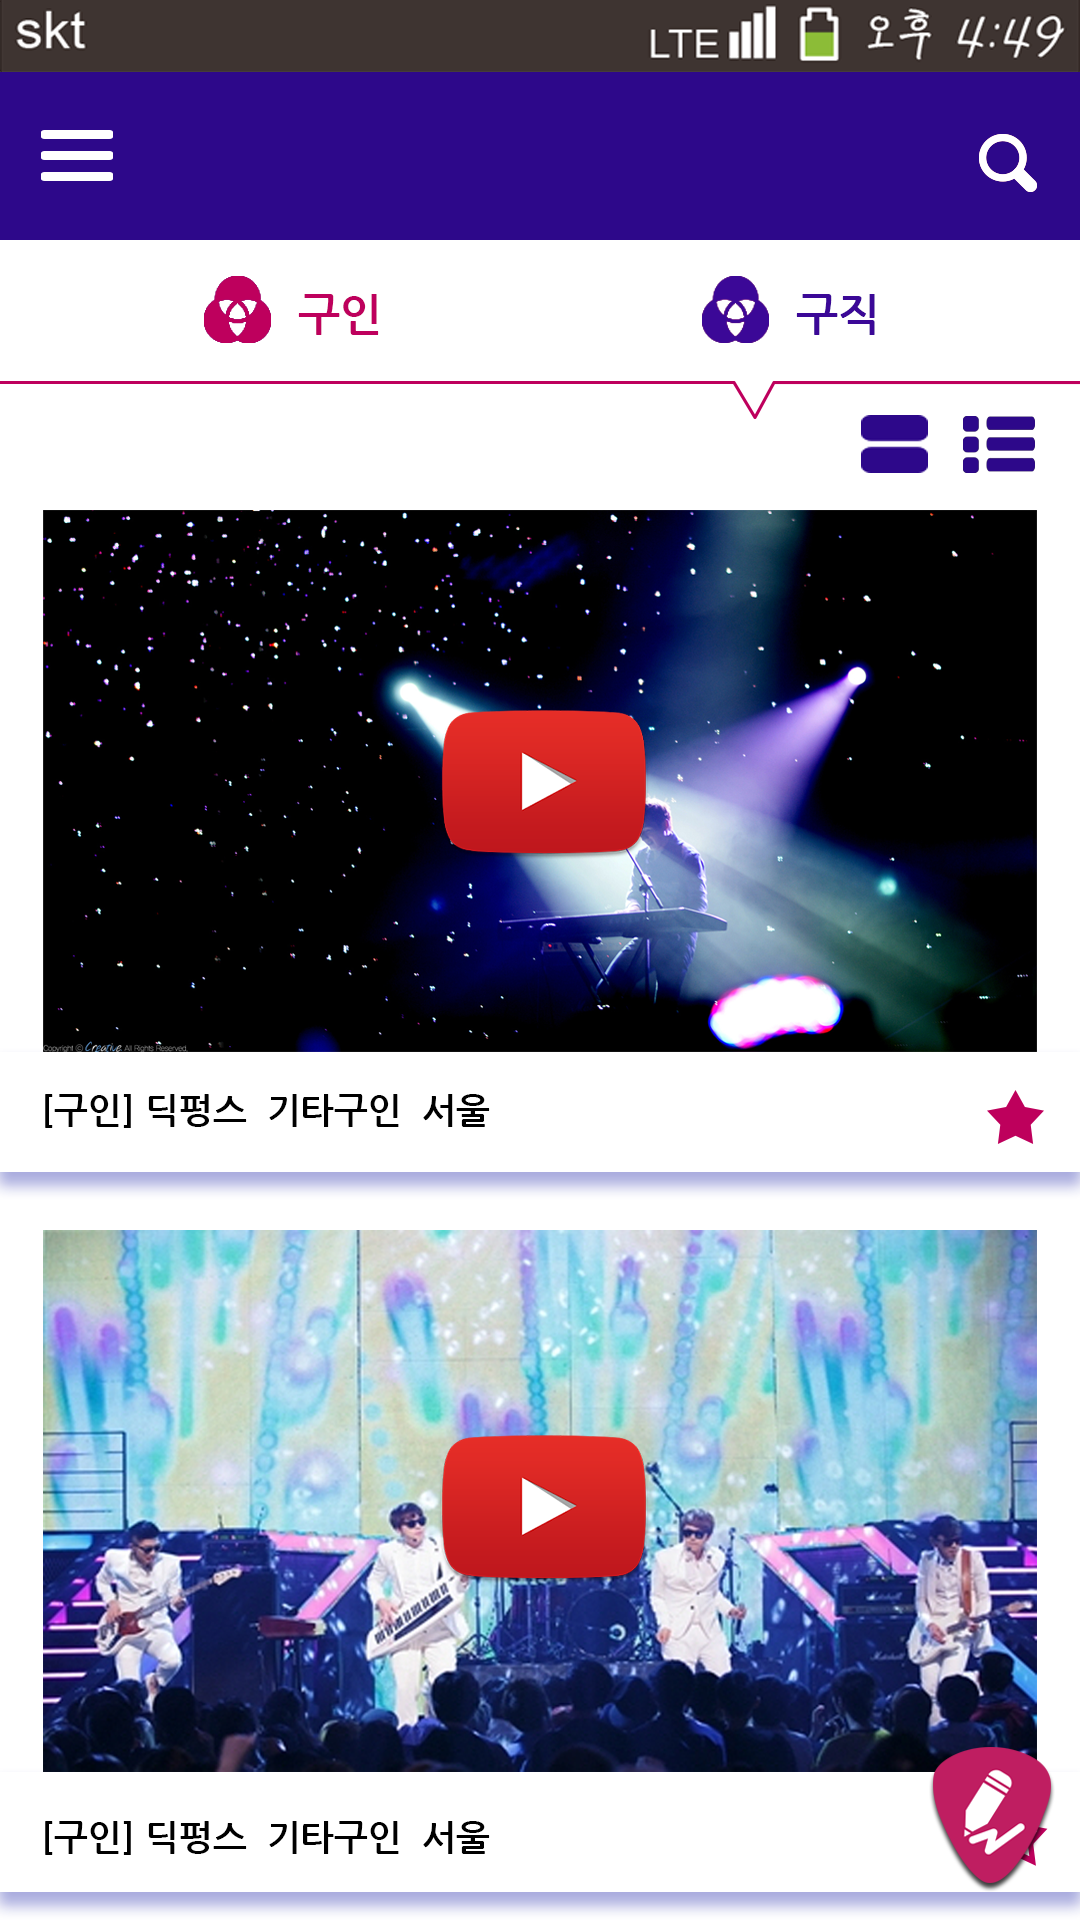 skt LTE 오후 4:49
구인 구직
Copyright ⓒ Creative. All Rights Reserved.
[구인] 딕펑스 기타구인 서울
Marshall
[구인] 딕펑스 기타구인 서울